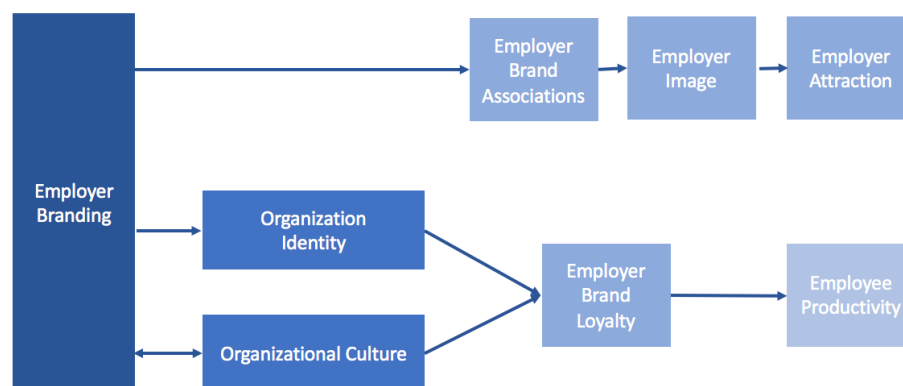 Employer
Branding
Employer
Brand
Associations
Employer
Image
Employer
Attraction
Organization
Identity
Organizational Culture
Employer
Brand
Loyalty
Employee
Productivity